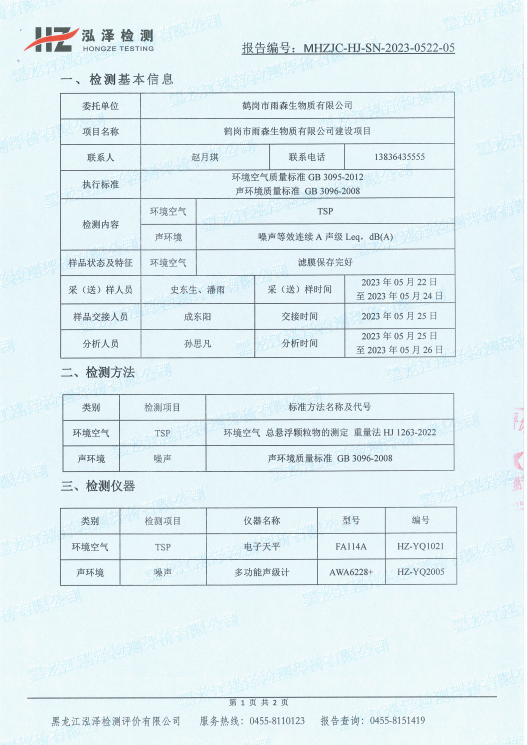 HZ 泓泽检测
HONGZE TESTING
报告编号：MHZJC-HJ-SN-2023-0522-05
一、检测基本信息
委托单位 鹤岗市雨森生物质有限公司
项目名称 鹤岗市雨森生物质有限公司建设项目
联系人 赵月琪 联系电话 13836435555
执行标准 环境空气质量标准 GB 3095-2012
声环境质量标准 GB 3096-2008
检测内容 环境空气 TSP
声环境 噪声等效连续 A 声级 Leq，dB(A)
样品状态及特征 环境空气 滤膜保存完好
采（送）样人员 史东生、潘雨 采（送）样时间 2023 年 05 月 22 日
至 2023 年 05 月 24 日
样品交接人员 成东阳 交接时间 2023 年 05 月 25 日
分析人员 孙思凡 分析时间 2023 年 05 月 25 日
至 2023 年 05 月 26 日
二、检测方法
类别 检测项目 标准方法名称及代号
环境空气 TSP 环境空气 总悬浮颗粒物的测定 重量法 HJ 1263-2022
声环境 噪声 声环境质量标准 GB 3096-2008
三、检测仪器
类别 检测项目 仪器名称 型号 编号
环境空气 TSP 电子天平 FA114A HZ-YQ1021
声环境 噪声 多功能声级计 AWA6228+ HZ-YQ2005
第 1 页 共 2 页
黑龙江泓泽检测评价有限公司 服务热线：0455-8110123 报告查询：0455-8151419